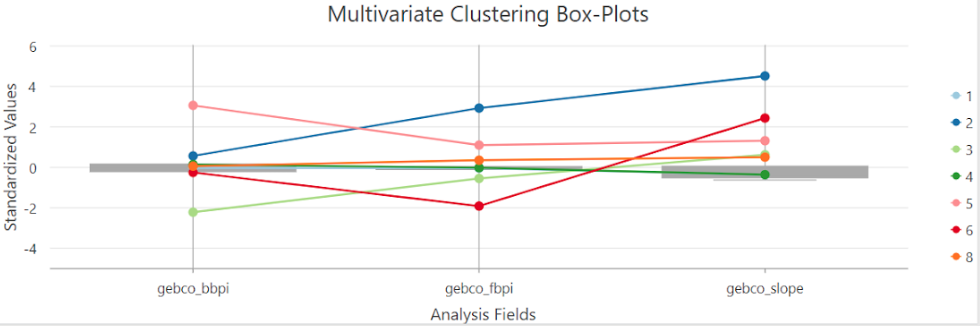 Multivariate Clustering Box-Plots
6
4
2
0
-2
-4
Standardized Values
gebco_bbpi
gebco_fbpi
gebco_slope
Analysis Fields
1
2
3
4
5
6
8